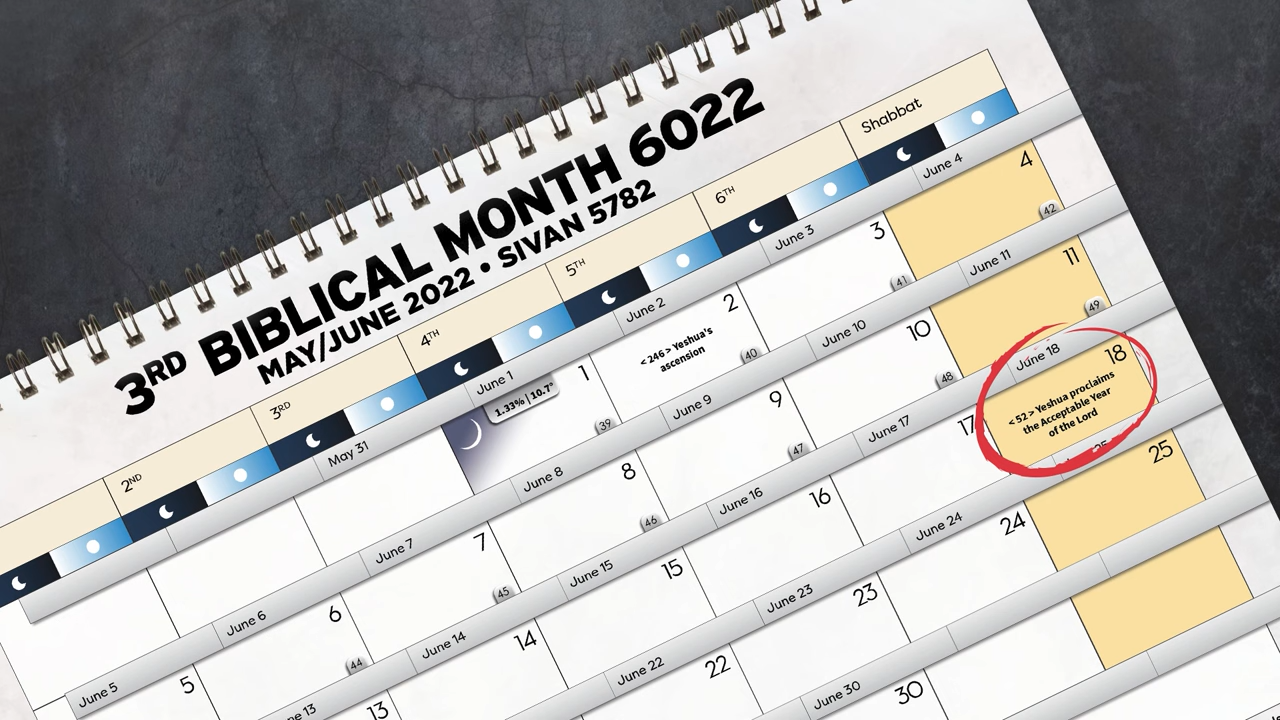 3RD BIBLICAL MONTH 6022
MAY/JUNE 2022 • SIVAN 5782
2ND
3RD
4TH
5TH
6TH
Shabbat
May 31
June 1
June 2
June 3
June 4
1.33% | 10.7°
1
39
2
< 246 > Yeshua's
ascension
40
3
41
4
42
June 5
June 6
June 7
June 8
June 9
June 10
June 11
5
6
44
7
45
8
46
9
47
10
48
11
49
ne 13
June 14
June 15
June 16
June 17
June 18
13
14
15
16
17
18
< 52 > Yeshua proclaims
the Acceptable Year
of the Lord
June 22
June 23
June 24
22
23
24
25
June 30
30